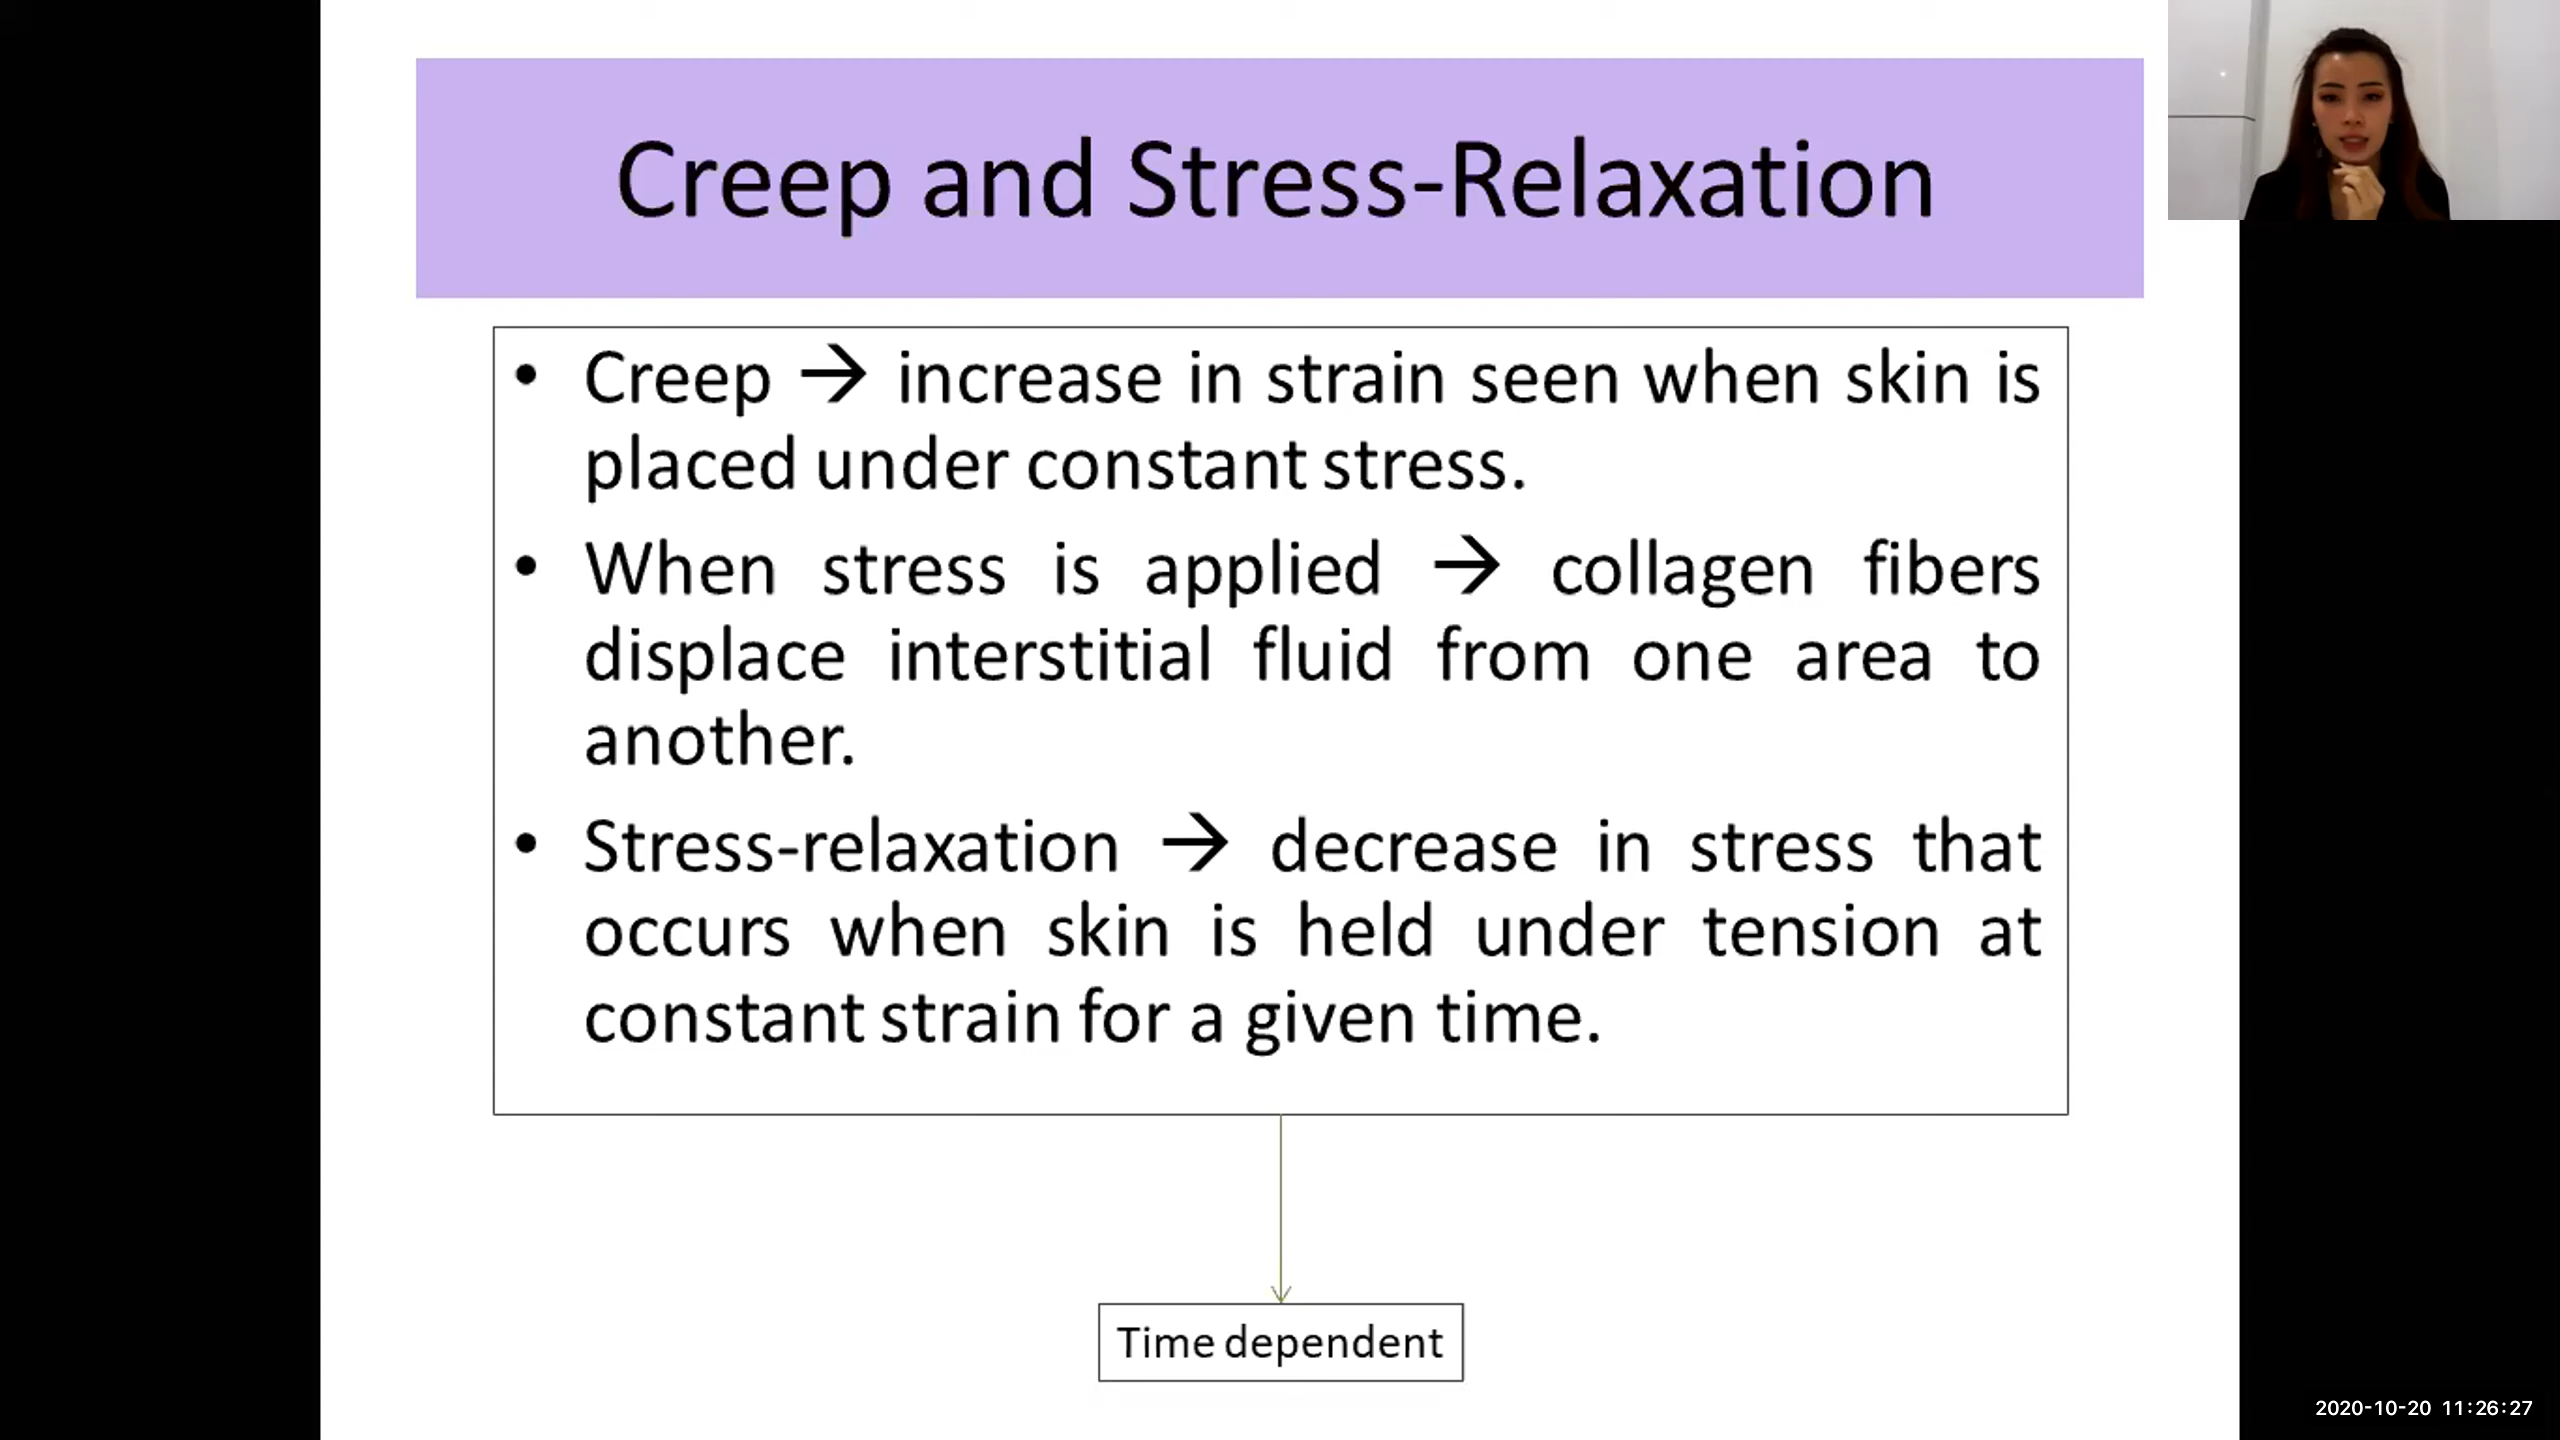 Creep and Stress-Relaxation
• Creep → increase in strain seen when skin is
placed under constant stress.
• When stress is applied → collagen fibers
displace interstitial fluid from one area to
another.
• Stress-relaxation → decrease in stress that
occurs when skin is held under tension at
constant strain for a given time.
Time dependent
2020-10-20 11:26:27